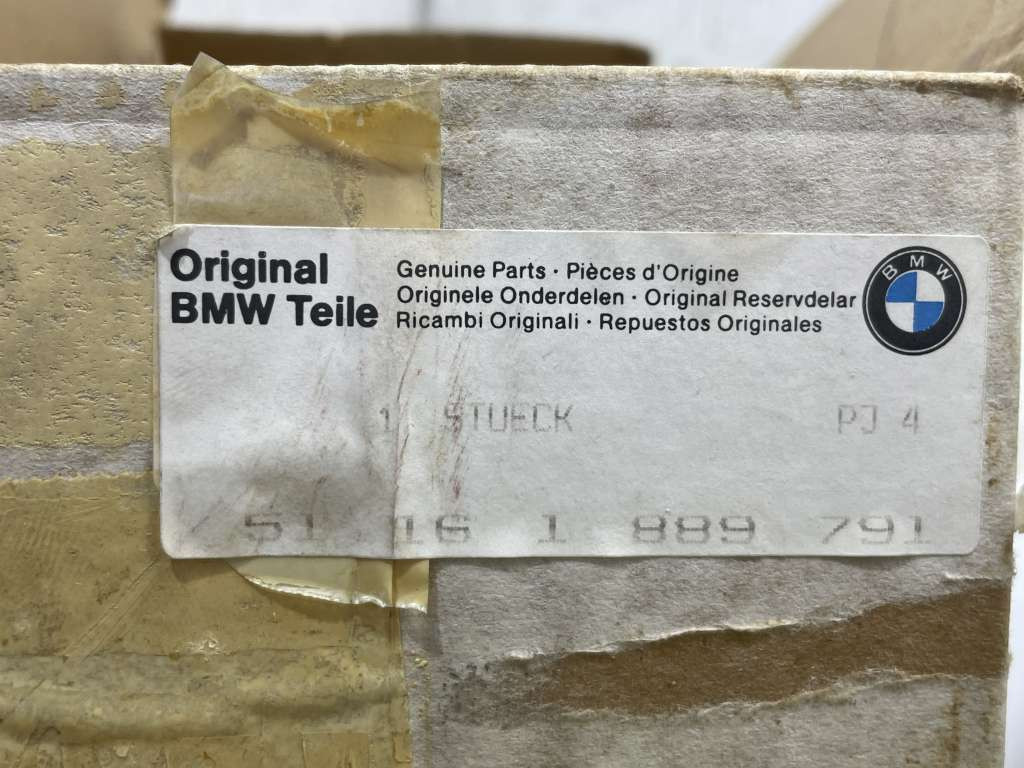 Original
BMW Teile
Genuine Parts · Pièces d'Origine
Originele Onderdelen · Original Reservdelar
Ricambi Originali · Repuestos Originales
BMW
1 STUECK PJ 4
51 16 1 889 791